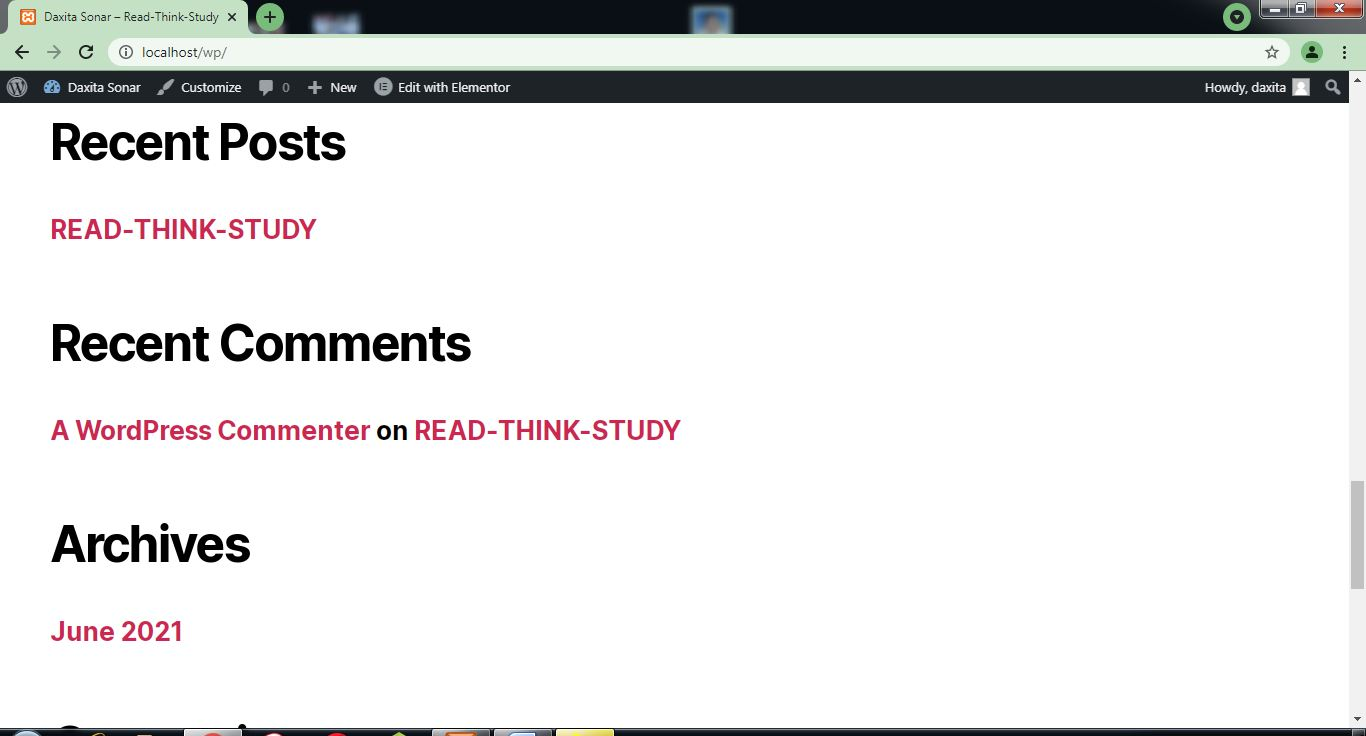 Daxita Sonar – Read-Think-Study
localhost/wp/
Daxita Sonar Customize 0 New Edit with Elementor Howdy, daxita
Recent Posts
READ-THINK-STUDY
Recent Comments
A WordPress Commenter on READ-THINK-STUDY
Archives
June 2021